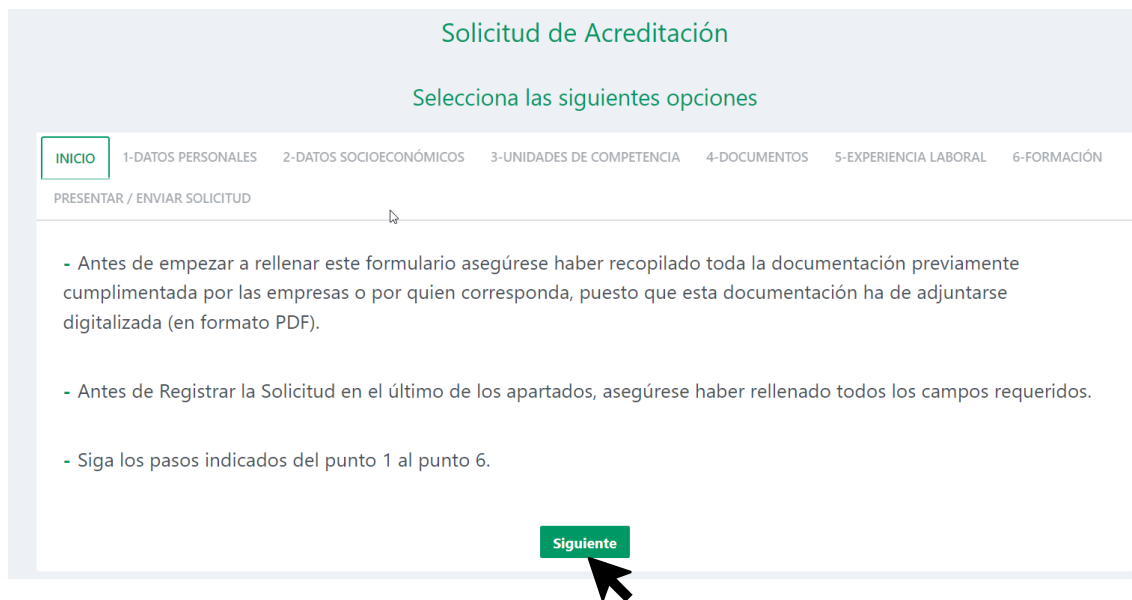 Solicitud de Acreditación
Selecciona las siguientes opciones
INICIO 1-DATOS PERSONALES 2-DATOS SOCIOECONÓMICOS 3-UNIDADES DE COMPETENCIA 4-DOCUMENTOS 5-EXPERIENCIA LABORAL 6-FORMACIÓN
PRESENTAR / ENVIAR SOLICITUD
- Antes de empezar a rellenar este formulario asegúrese haber recopilado toda la documentación previamente
cumplimentada por las empresas o por quien corresponda, puesto que esta documentación ha de adjuntarse
digitalizada (en formato PDF).
- Antes de Registrar la Solicitud en el último de los apartados, asegúrese haber rellenado todos los campos requeridos.
- Siga los pasos indicados del punto 1 al punto 6.
Siguiente